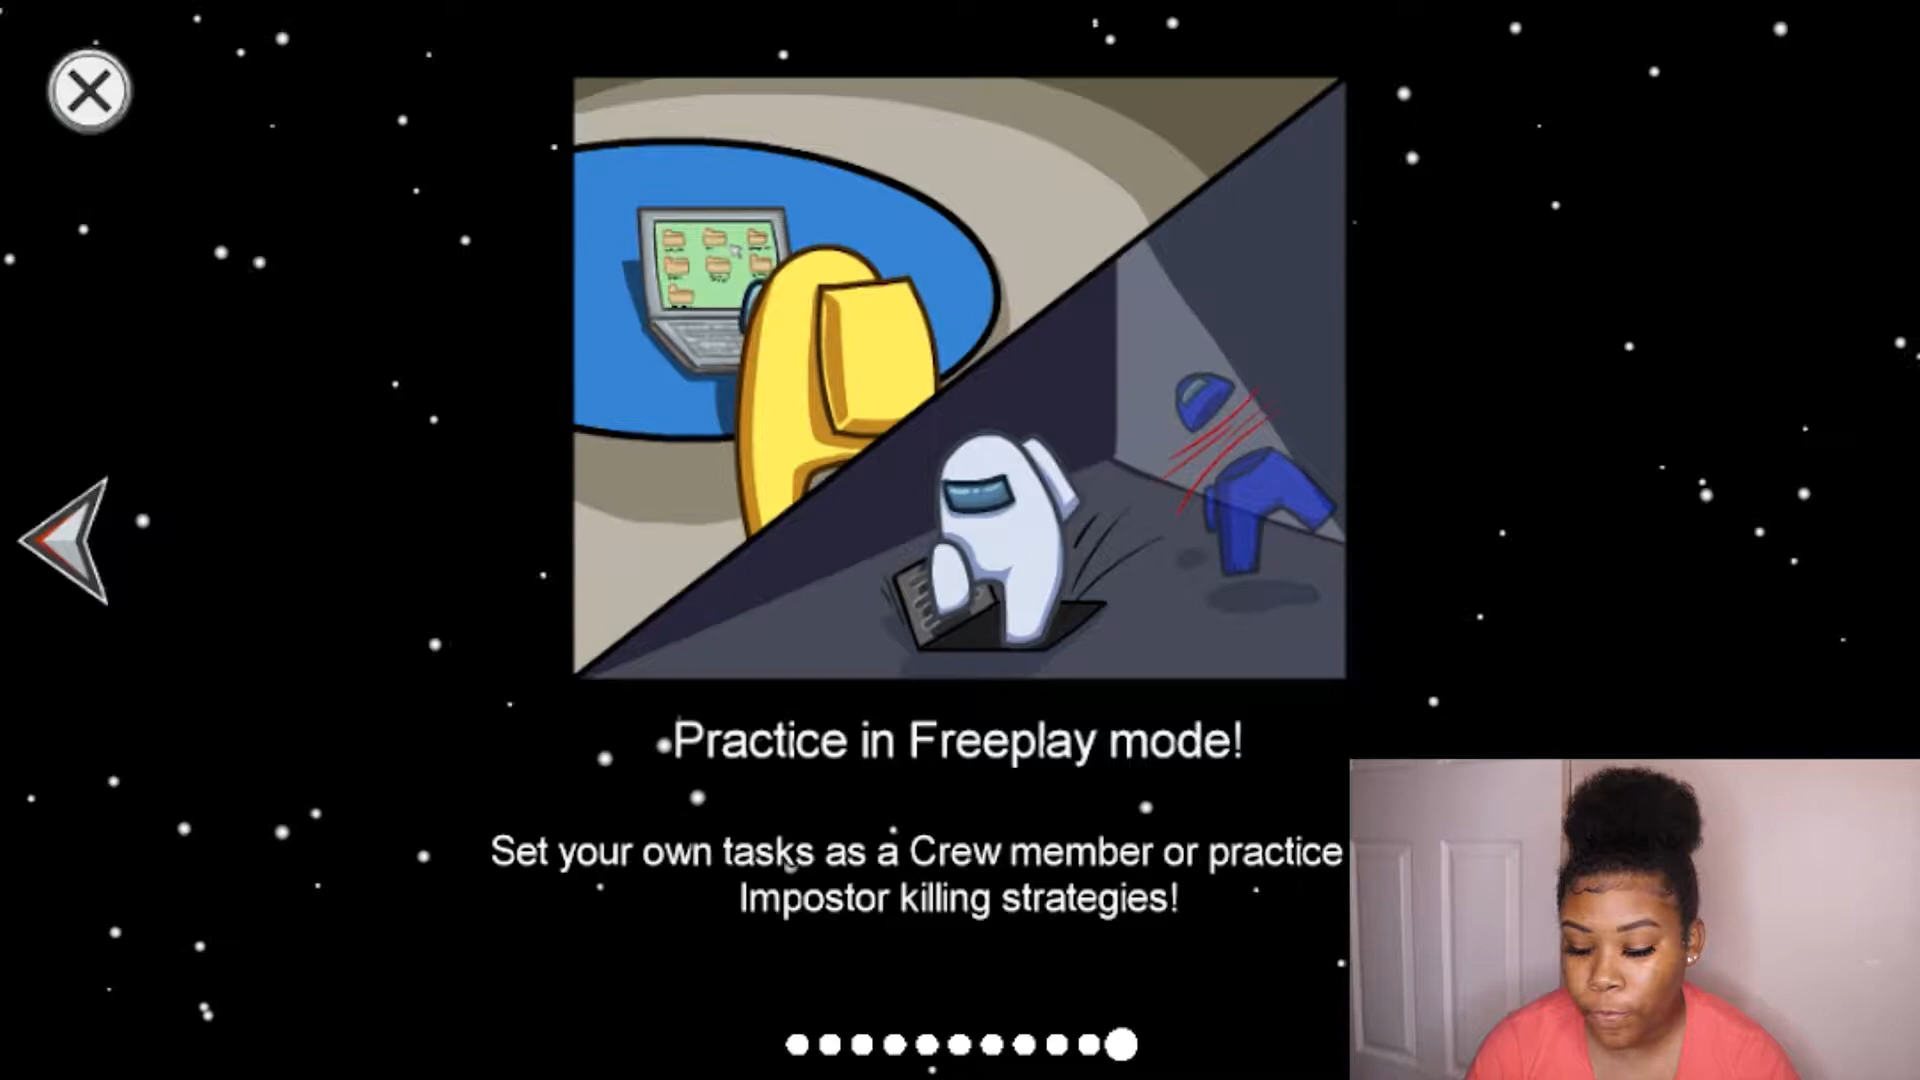 Practice in Freeplay mode!
Set your own tasks as a Crew member or practice
Impostor killing strategies!